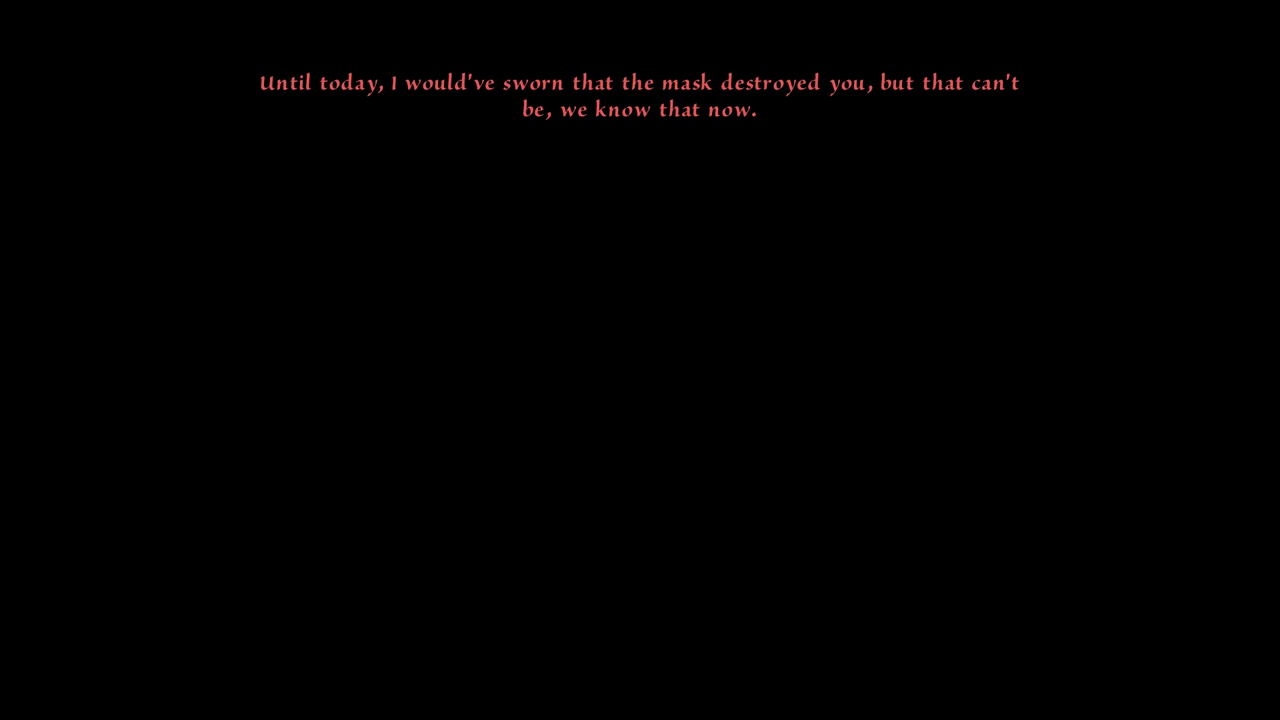 Until today, I would've sworn that the mask destroyed you, but that can't
be, we know that now.